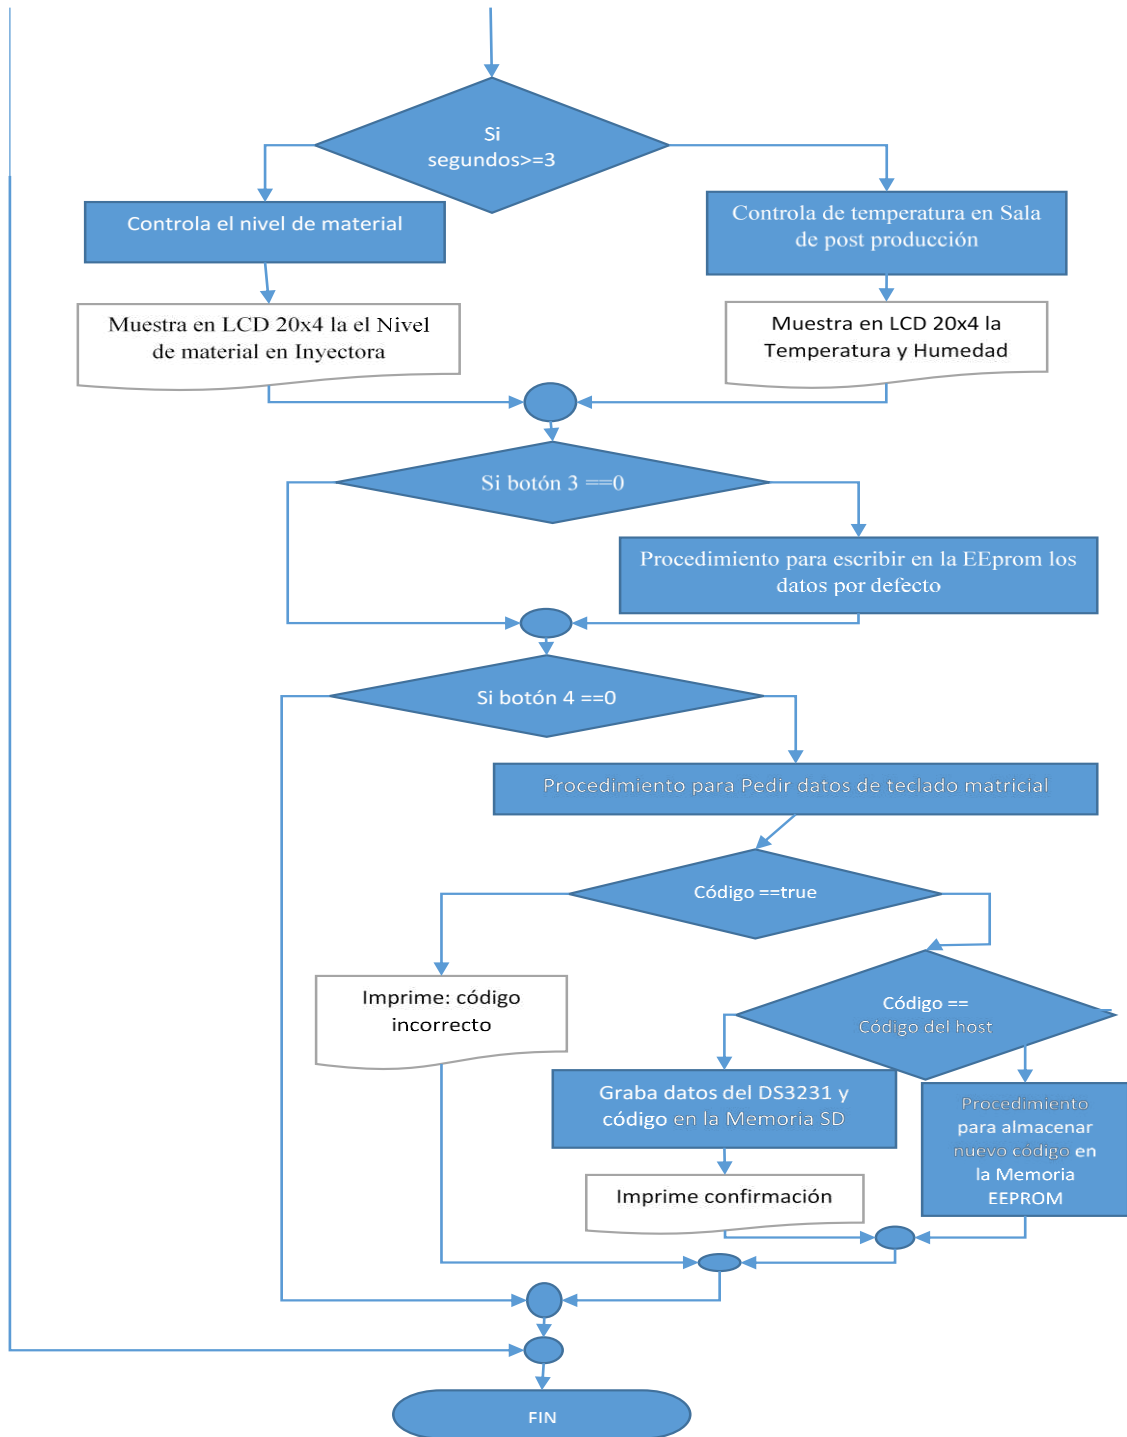 Si
segundos>=3
Controla el nivel de material
Controla de temperatura en Sala
de post producción
Muestra en LCD 20x4 la el Nivel
de material en Inyectora
Muestra en LCD 20x4 la
Temperatura y Humedad
Si botón 3 ==0
Procedimiento para escribir en la EEprom los
datos por defecto
Si botón 4 ==0
Procedimiento para Pedir datos de teclado matricial
Código ==true
Imprime: código
incorrecto
Código ==
Código del host
Graba datos del DS3231 y
código en la Memoria SD
Procedimiento
para almacenar
nuevo código en
la Memoria
EEPROM
Imprime confirmación
FIN